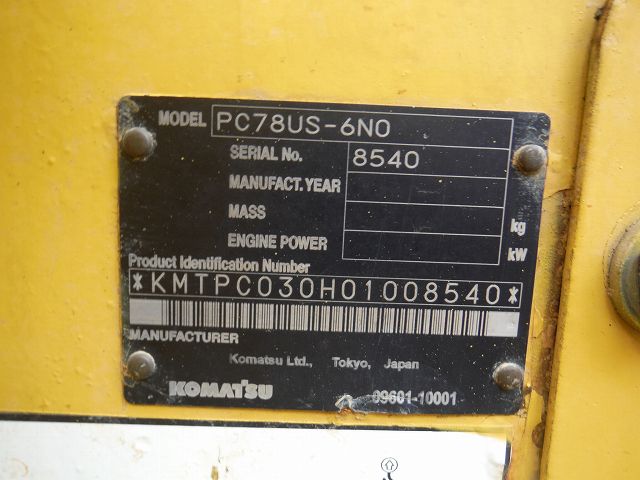 MODEL PC78US-6N0
SERIAL No. 8540
MANUFACT. YEAR
MASS kg
ENGINE POWER kW
Product Identification Number
*KMTPC030H01008540*
MANUFACTURER
Komatsu Ltd., Tokyo, Japan
KOMATSU 09601-10001